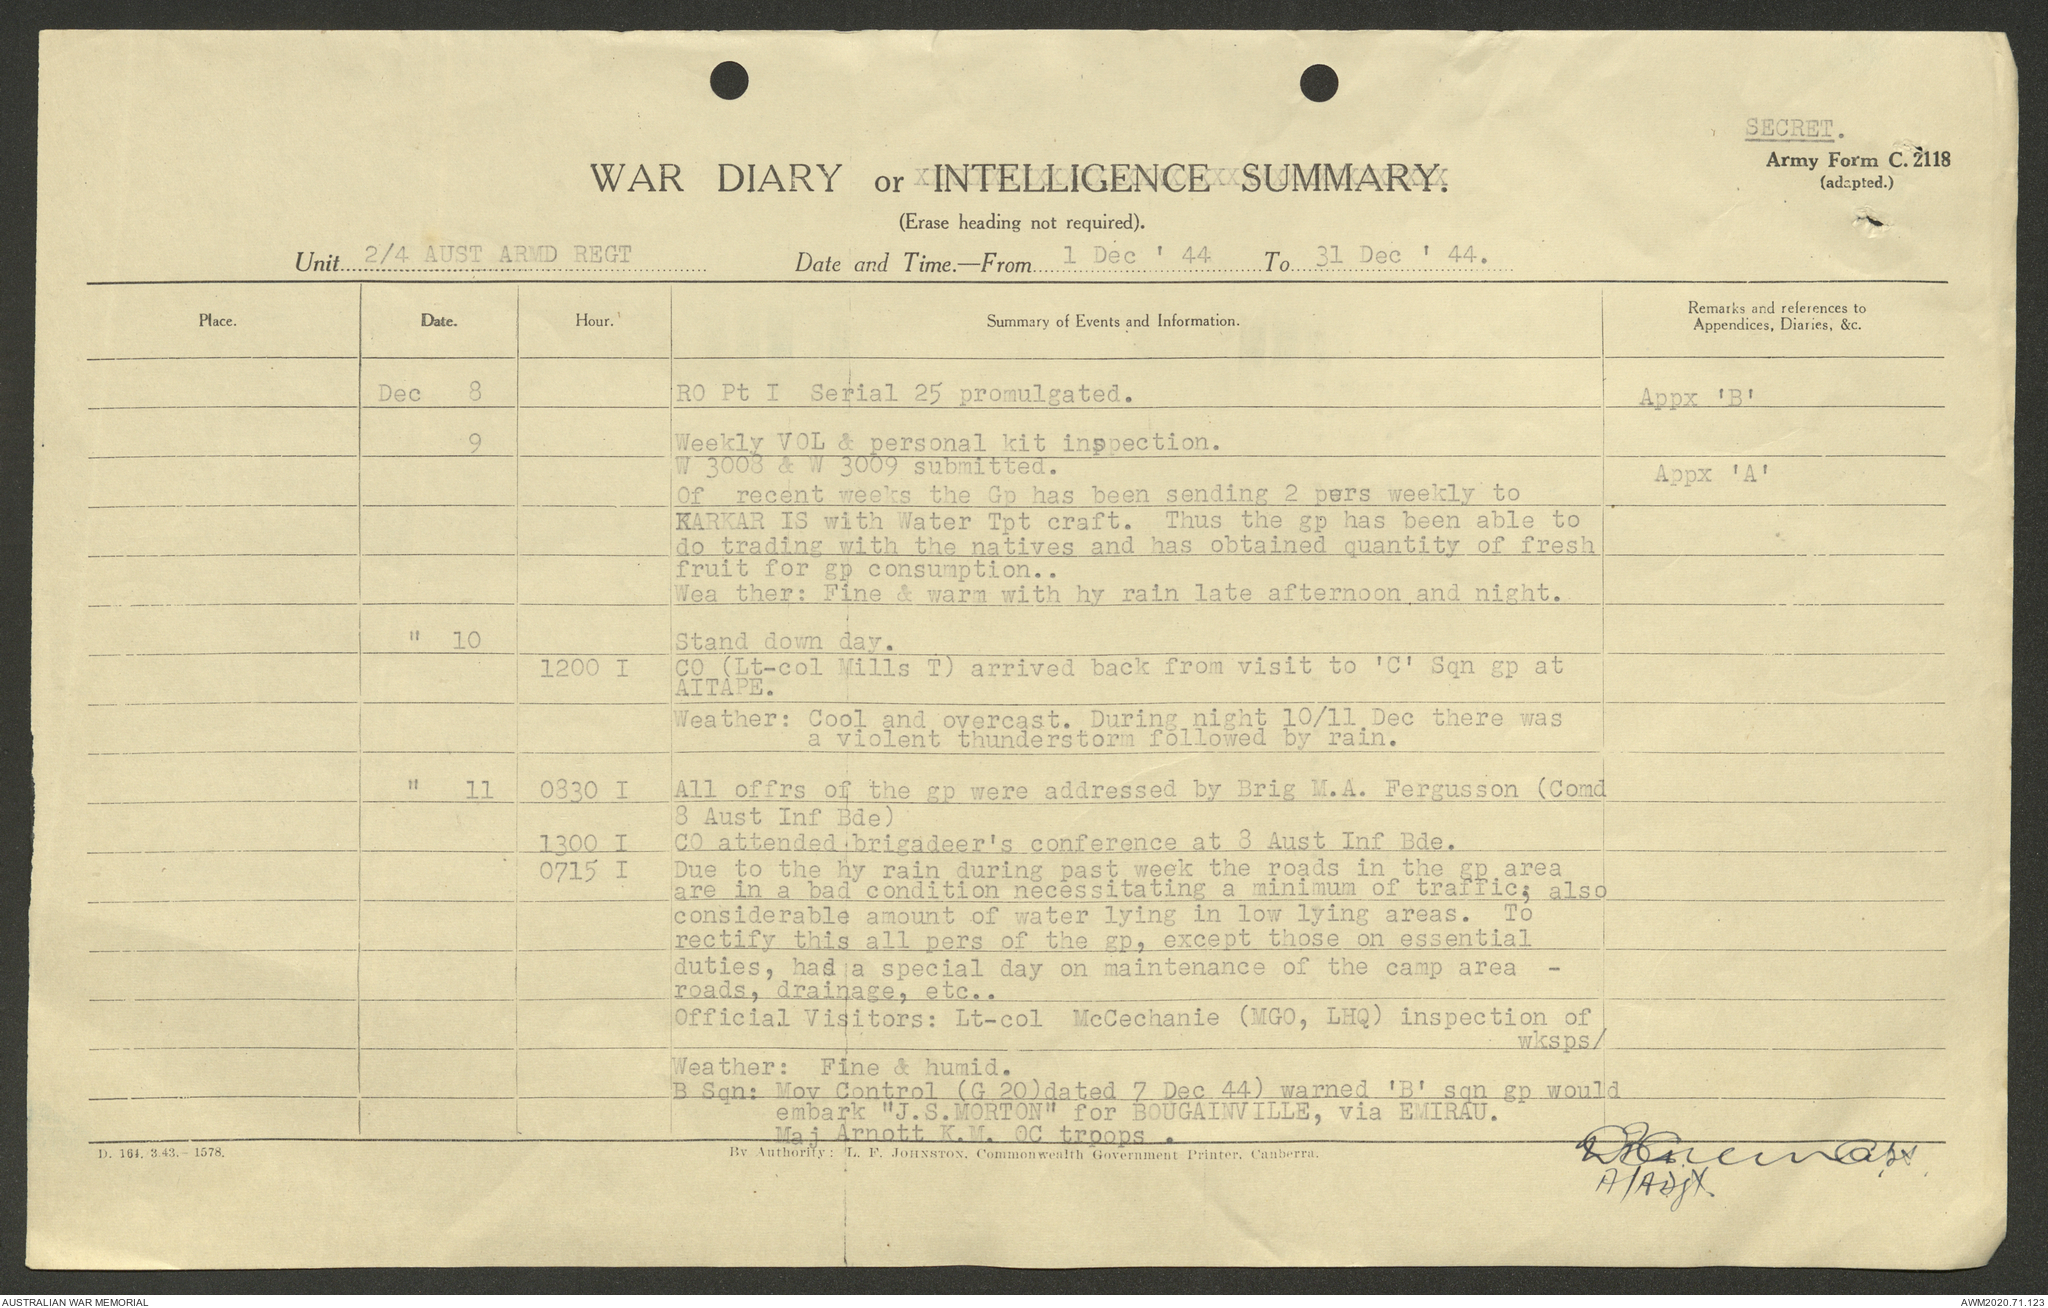 SECRET.
Army Form C. 2118
(adapted.)
WAR DIARY or INTELLIGENCE SUMMARY.
(Erase heading not required).
Unit 2/4 AUST ARMD REGT Date and Time.—From 1 Dec ' 44 To 31 Dec ' 44.
Place. Date. Hour. Summary of Events and Information. Remarks and references to
Appendices, Diaries, &c.
Dec 8 RO Pt I Serial 25 promulgated. Appx 'B'
9 Weekly VOL & personal kit inspection.
W 3008 & W 3009 submitted. Appx 'A'
Of recent weeks the Gp has been sending 2 pers weekly to
KARKAR IS with Water Tpt craft. Thus the gp has been able to
do trading with the natives and has obtained quantity of fresh
fruit for gp consumption..
Wea ther: Fine & warm with hy rain late afternoon and night.
" 10 Stand down day.
1200 I CO (Lt-col Mills T) arrived back from visit to 'C' Sqn gp at
AITAPE.
Weather: Cool and overcast. During night 10/11 Dec there was
a violent thunderstorm followed by rain.
" 11 0830 I All offrs of the gp were addressed by Brig M.A. Fergusson (Comd
8 Aust Inf Bde)
1300 I CO attended brigadeer's conference at 8 Aust Inf Bde.
0715 I Due to the hy rain during past week the roads in the gp area
are in a bad condition necessitating a minimum of traffic; also
considerable amount of water lying in low lying areas. To
rectify this all pers of the gp, except those on essential
duties, had a special day on maintenance of the camp area -
roads, drainage, etc..
Official Visitors: Lt-col McCechanie (MGO, LHQ) inspection of
wksps/
Weather: Fine & humid.
B Sqn: Mov Control (G 20)dated 7 Dec 44) warned 'B' sqn gp would
embark "J.S.MORTON" for BOUGAINVILLE, via EMIRAU.
Maj Arnott K.M. OC troops .
D. 164. 3.43.—1578. By Authority: L. F. JOHNSTON, Commonwealth Government Printer, Canberra.
Capt
A/Adjt
AUSTRALIAN WAR MEMORIAL AWM2020.71.123